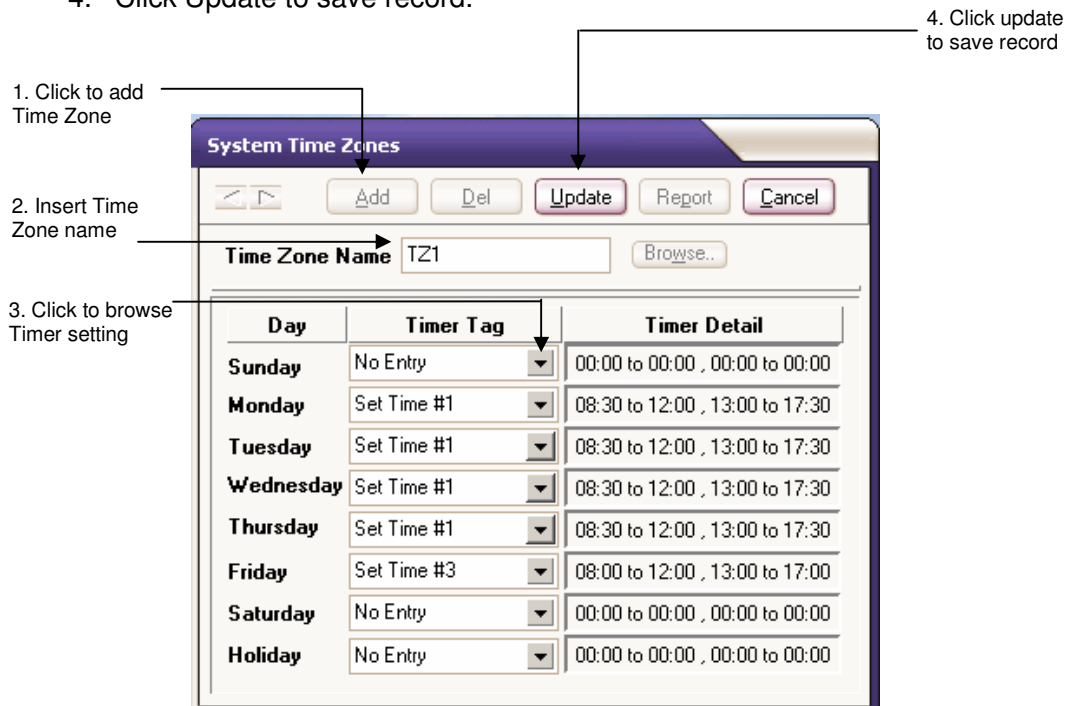 4. Click Update to save record.
4. Click update
to save record
1. Click to add
Time Zone
System Time Zones
Add Del Update Report Cancel
2. Insert Time
Zone name
Time Zone Name TZ1 Browse..
3. Click to browse
Timer setting
Day Timer Tag Timer Detail
Sunday No Entry 00:00 to 00:00 , 00:00 to 00:00
Monday Set Time #1 08:30 to 12:00 , 13:00 to 17:30
Tuesday Set Time #1 08:30 to 12:00 , 13:00 to 17:30
Wednesday Set Time #1 08:30 to 12:00 , 13:00 to 17:30
Thursday Set Time #1 08:30 to 12:00 , 13:00 to 17:30
Friday Set Time #3 08:00 to 12:00 , 13:00 to 17:00
Saturday No Entry 00:00 to 00:00 , 00:00 to 00:00
Holiday No Entry 00:00 to 00:00 , 00:00 to 00:00